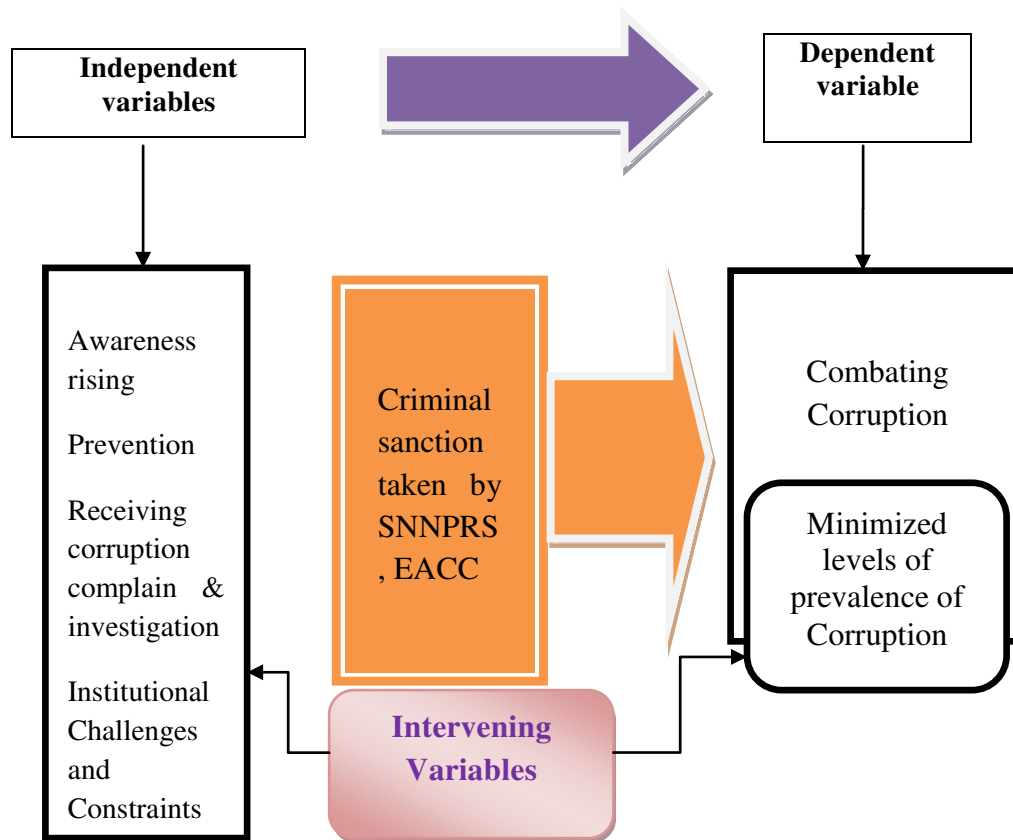 Independent
variables
Dependent
variable
Awareness
rising
Prevention
Receiving
corruption
complain &
investigation
Institutional
Challenges
and
Constraints
Criminal
sanction
taken by
SNNPRS
, EACC
Combating
Corruption
Minimized
levels of
prevalence of
Corruption
Intervening
Variables